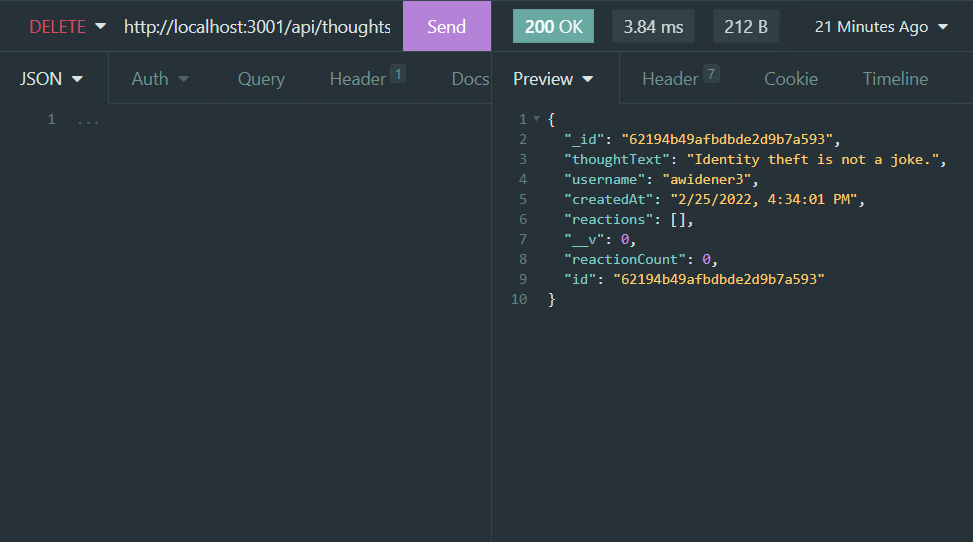 DELETE http://localhost:3001/api/thoughts Send 200 OK 3.84 ms 212 B 21 Minutes Ago
JSON Auth Query Header 1 Docs Preview Header 7 Cookie Timeline
1 ...
1 {
2 "_id": "62194b49afbdbde2d9b7a593",
3 "thoughtText": "Identity theft is not a joke.",
4 "username": "awidener3",
5 "createdAt": "2/25/2022, 4:34:01 PM",
6 "reactions": [],
7 "__v": 0,
8 "reactionCount": 0,
9 "id": "62194b49afbdbde2d9b7a593"
10 }